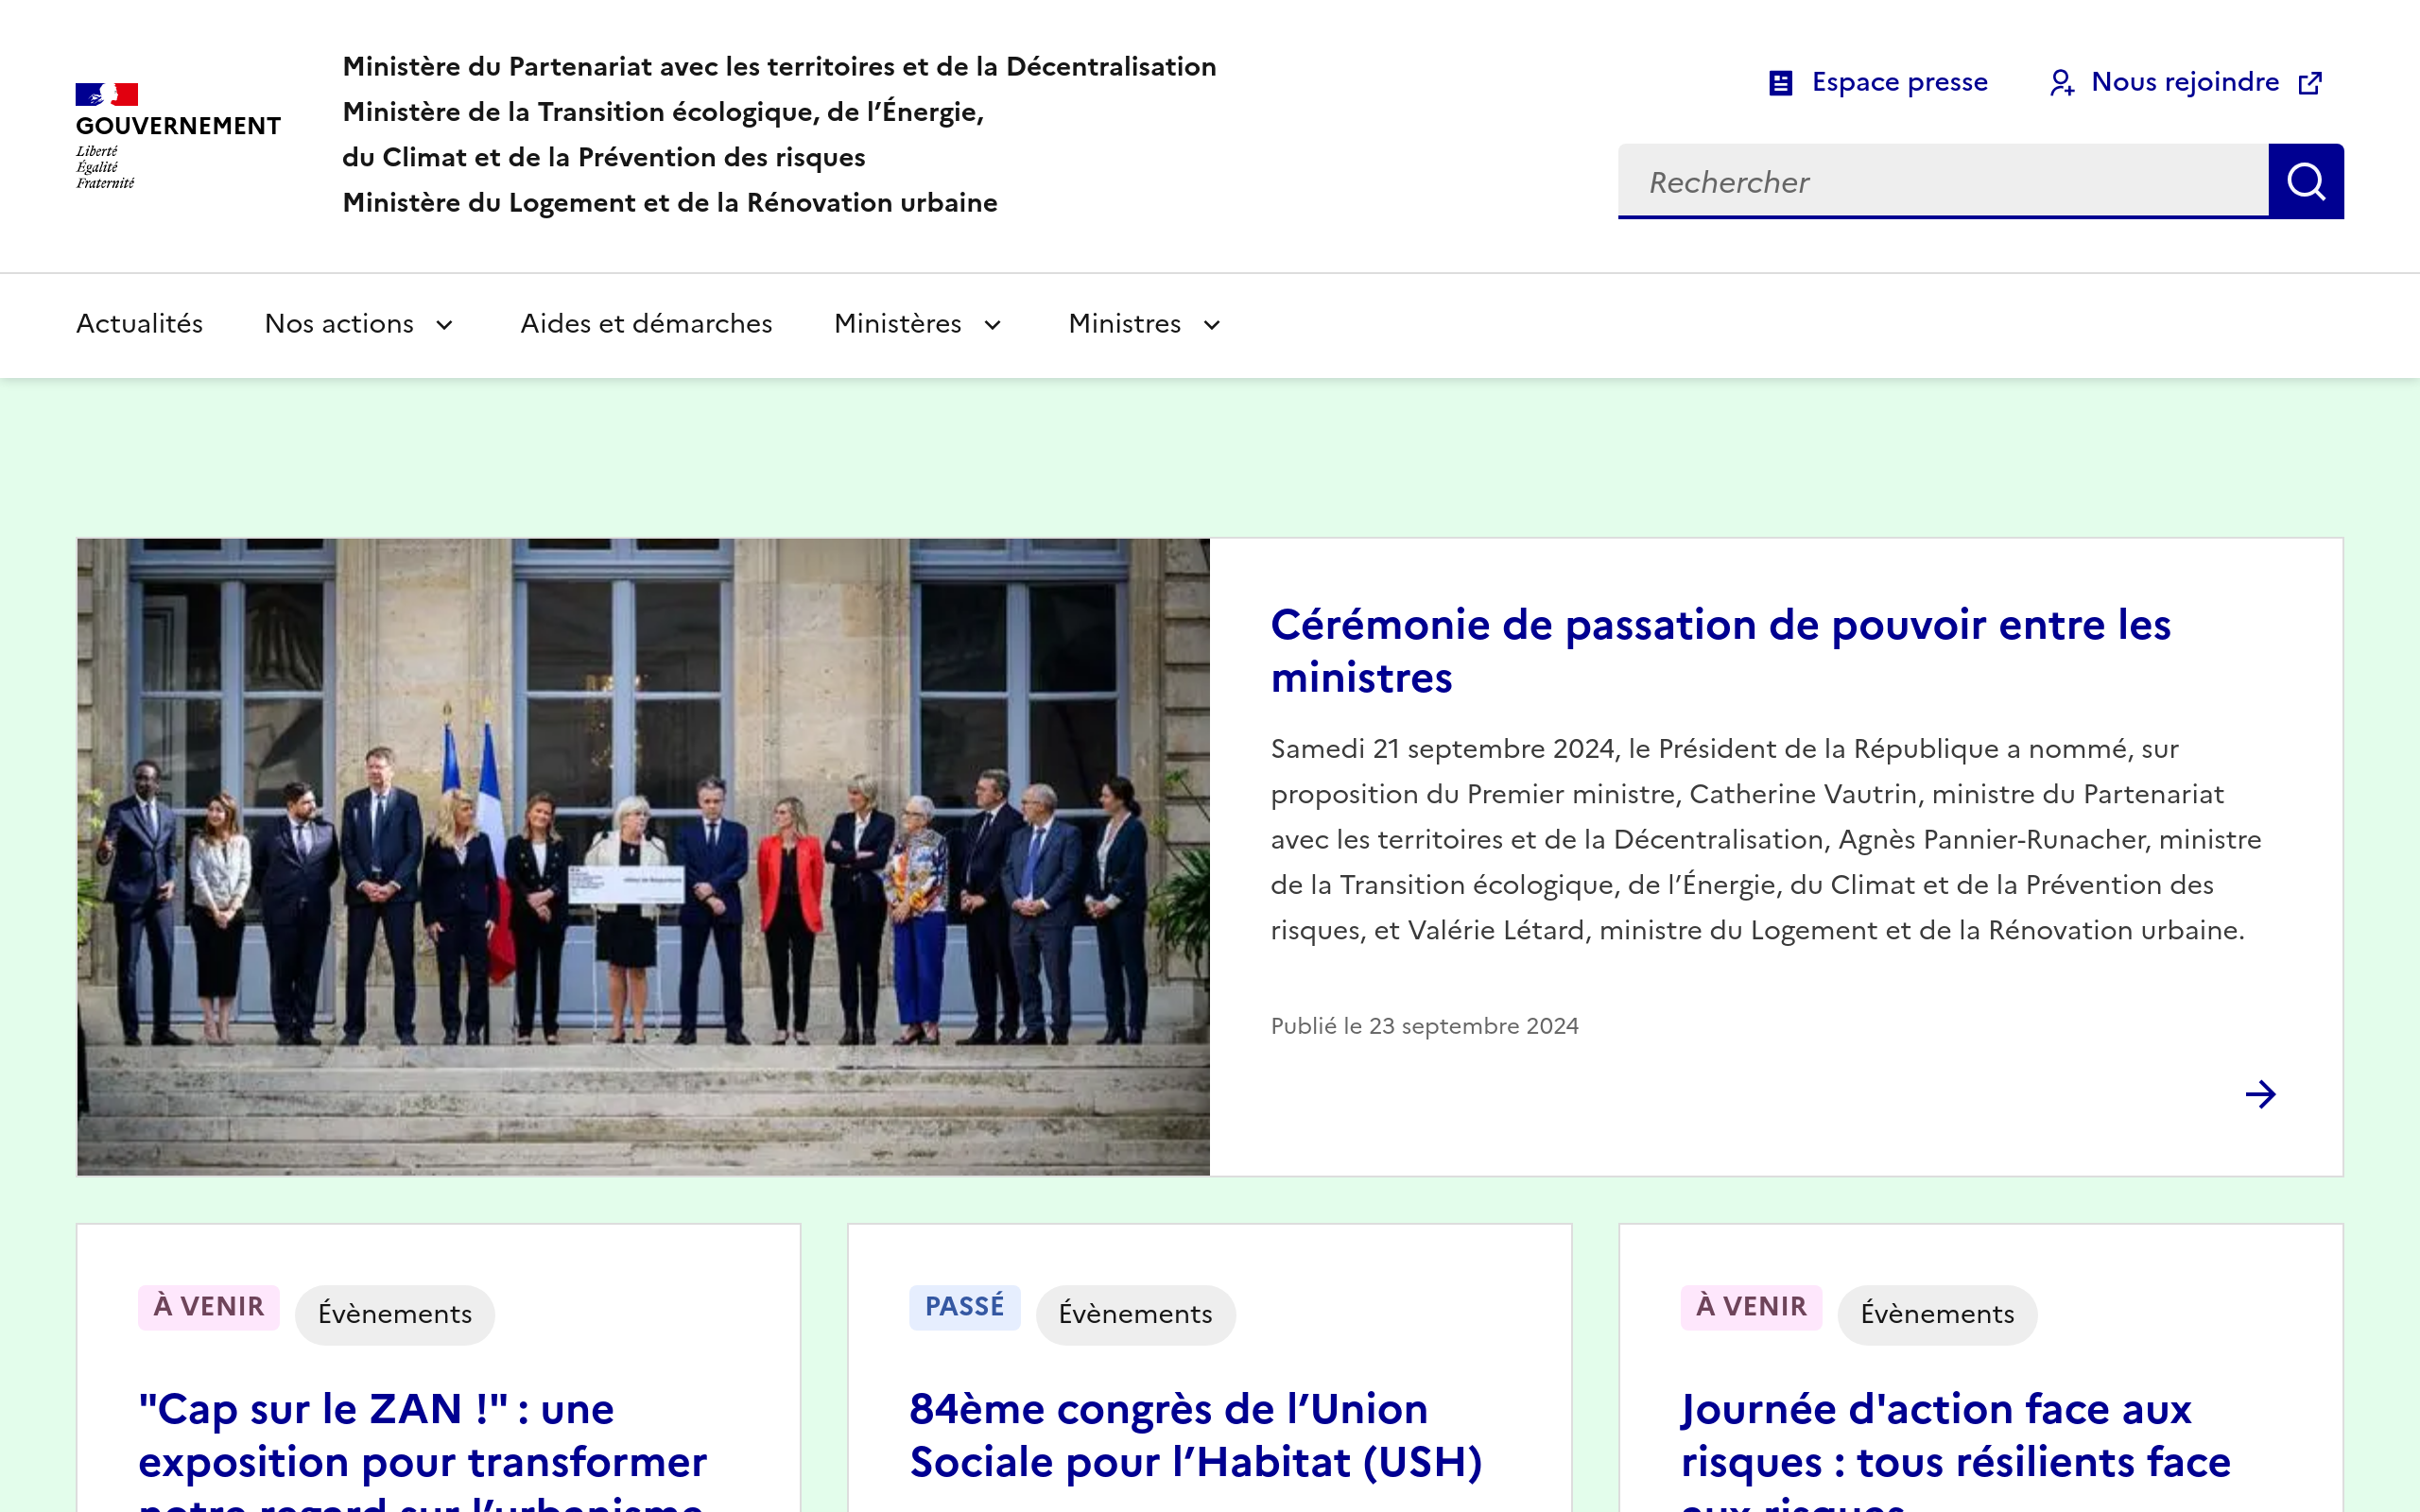 GOUVERNEMENT
Liberté
Égalité
Fraternité
Ministère du Partenariat avec les territoires et de la Décentralisation
Ministère de la Transition écologique, de l’Énergie,
du Climat et de la Prévention des risques
Ministère du Logement et de la Rénovation urbaine
Espace presse
Nous rejoindre
Rechercher
Actualités
Nos actions
Aides et démarches
Ministères
Ministres
Cérémonie de passation de pouvoir entre les
ministres
Samedi 21 septembre 2024, le Président de la République a nommé, sur
proposition du Premier ministre, Catherine Vautrin, ministre du Partenariat
avec les territoires et de la Décentralisation, Agnès Pannier-Runacher, ministre
de la Transition écologique, de l’Énergie, du Climat et de la Prévention des
risques, et Valérie Létard, ministre du Logement et de la Rénovation urbaine.
Publié le 23 septembre 2024
À VENIR
Évènements
"Cap sur le ZAN !" : une
exposition pour transformer
notre regard sur l’urbanisme
PASSÉ
Évènements
84ème congrès de l’Union
Sociale pour l’Habitat (USH)
À VENIR
Évènements
Journée d'action face aux
risques : tous résilients face
aux risques